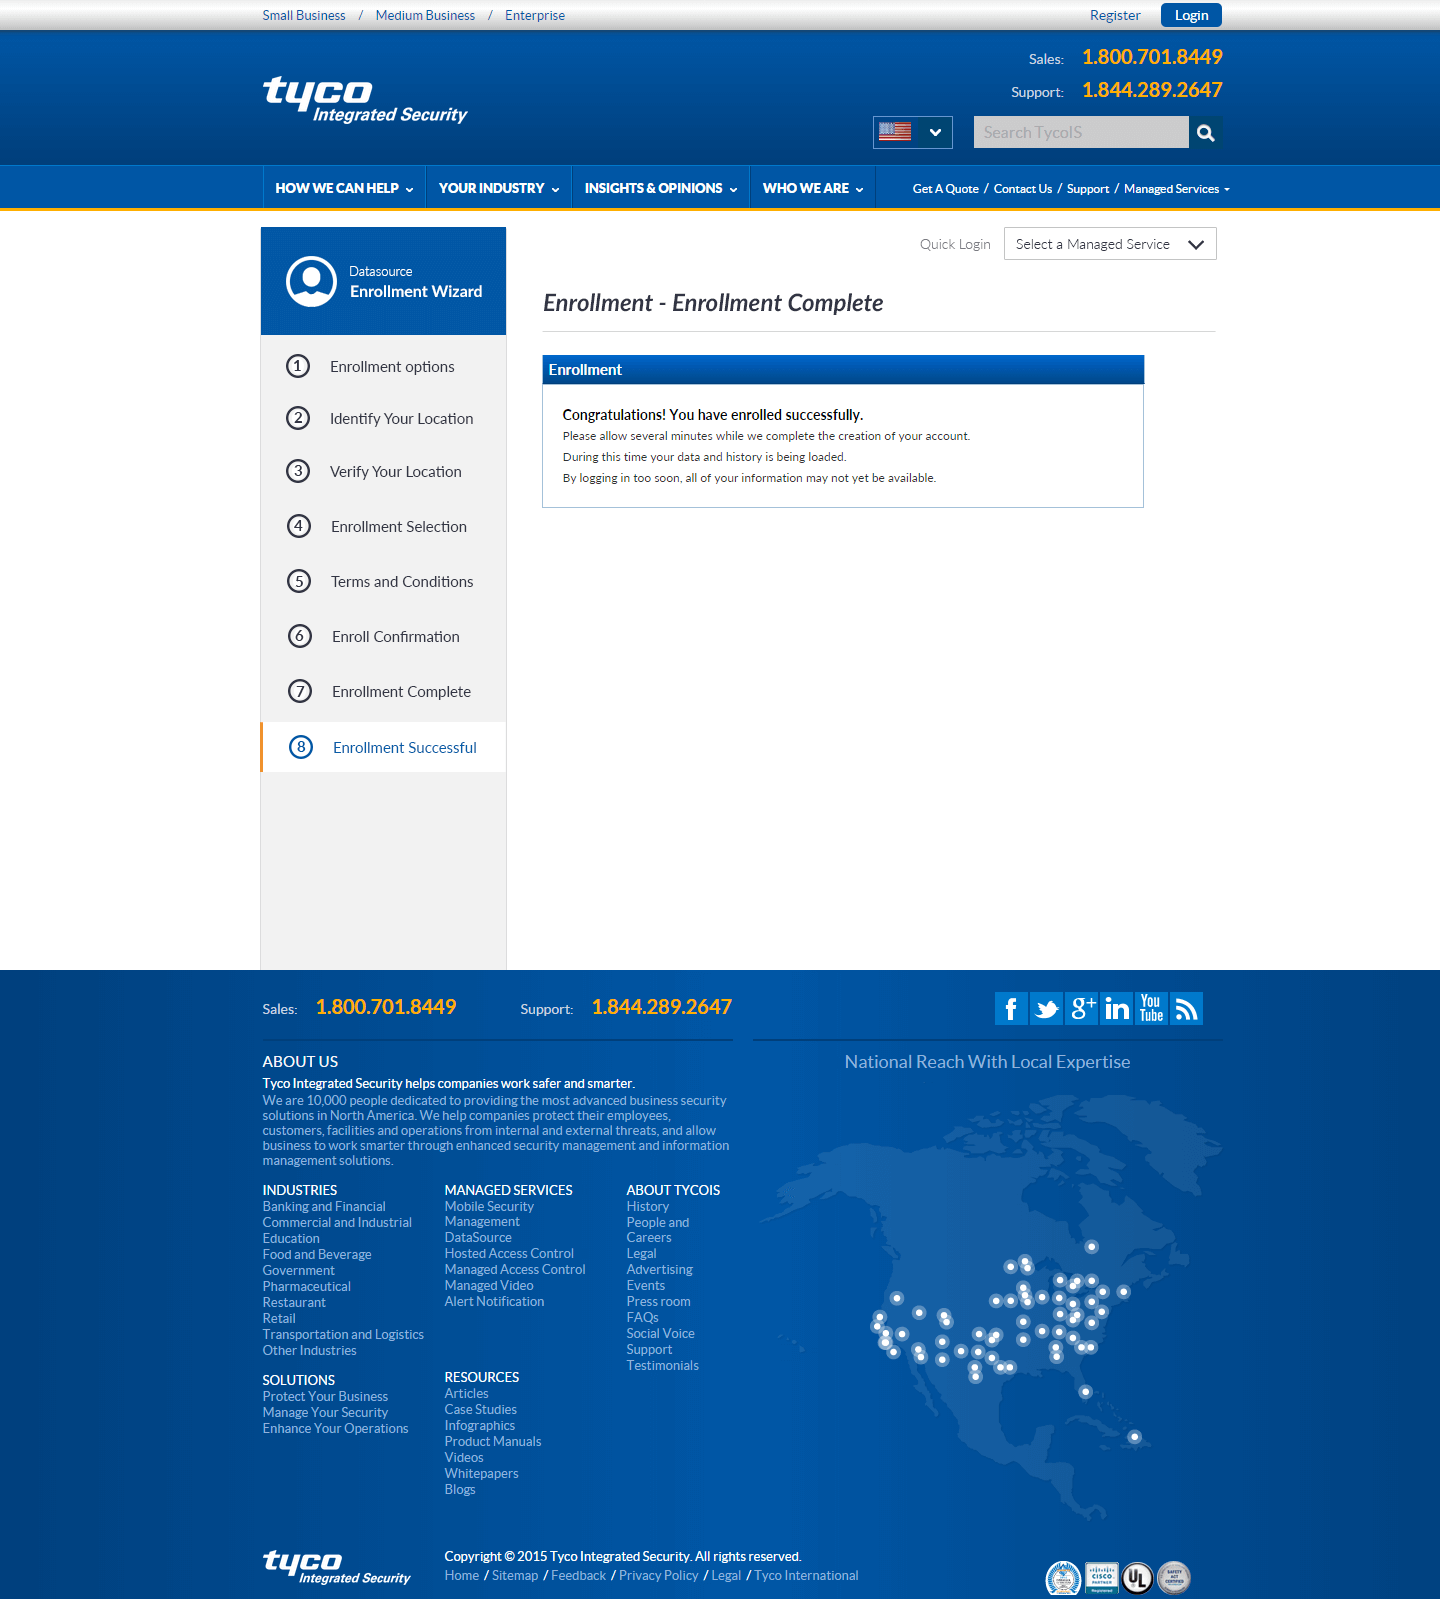 Small Business / Medium Business / Enterprise
Register Login
Sales: 1.800.701.8449
Support: 1.844.289.2647
tyco
Integrated Security
Search TycoIS
HOW WE CAN HELP YOUR INDUSTRY INSIGHTS & OPINIONS WHO WE ARE Get A Quote / Contact Us / Support / Managed Services
Quick Login Select a Managed Service
Datasource
Enrollment Wizard
Enrollment - Enrollment Complete
1 Enrollment options
2 Identify Your Location
3 Verify Your Location
4 Enrollment Selection
5 Terms and Conditions
6 Enroll Confirmation
7 Enrollment Complete
8 Enrollment Successful
Enrollment
Congratulations! You have enrolled successfully.
Please allow several minutes while we complete the creation of your account.
During this time your data and history is being loaded.
By logging in too soon, all of your information may not yet be available.
Sales: 1.800.701.8449 Support: 1.844.289.2647
f g+ in You Tube
ABOUT US
Tyco Integrated Security helps companies work safer and smarter.
We are 10,000 people dedicated to providing the most advanced business security
solutions in North America. We help companies protect their employees,
customers, facilities and operations from internal and external threats, and allow
business to work smarter through enhanced security management and information
management solutions.
National Reach With Local Expertise
INDUSTRIES
Banking and Financial
Commercial and Industrial
Education
Food and Beverage
Government
Pharmaceutical
Restaurant
Retail
Transportation and Logistics
Other Industries
SOLUTIONS
Protect Your Business
Manage Your Security
Enhance Your Operations
MANAGED SERVICES
Mobile Security
Management
DataSource
Hosted Access Control
Managed Access Control
Managed Video
Alert Notification
RESOURCES
Articles
Case Studies
Infographics
Product Manuals
Videos
Whitepapers
Blogs
ABOUT TYCOIS
History
People and
Careers
Legal
Advertising
Events
Press room
FAQs
Social Voice
Support
Testimonials
tyco
Integrated Security
Copyright © 2015 Tyco Integrated Security. All rights reserved.
Home / Sitemap / Feedback / Privacy Policy / Legal / Tyco International
CISCO
PARTNER
Registered
UL
SAFETY
ACT
CERTIFIED